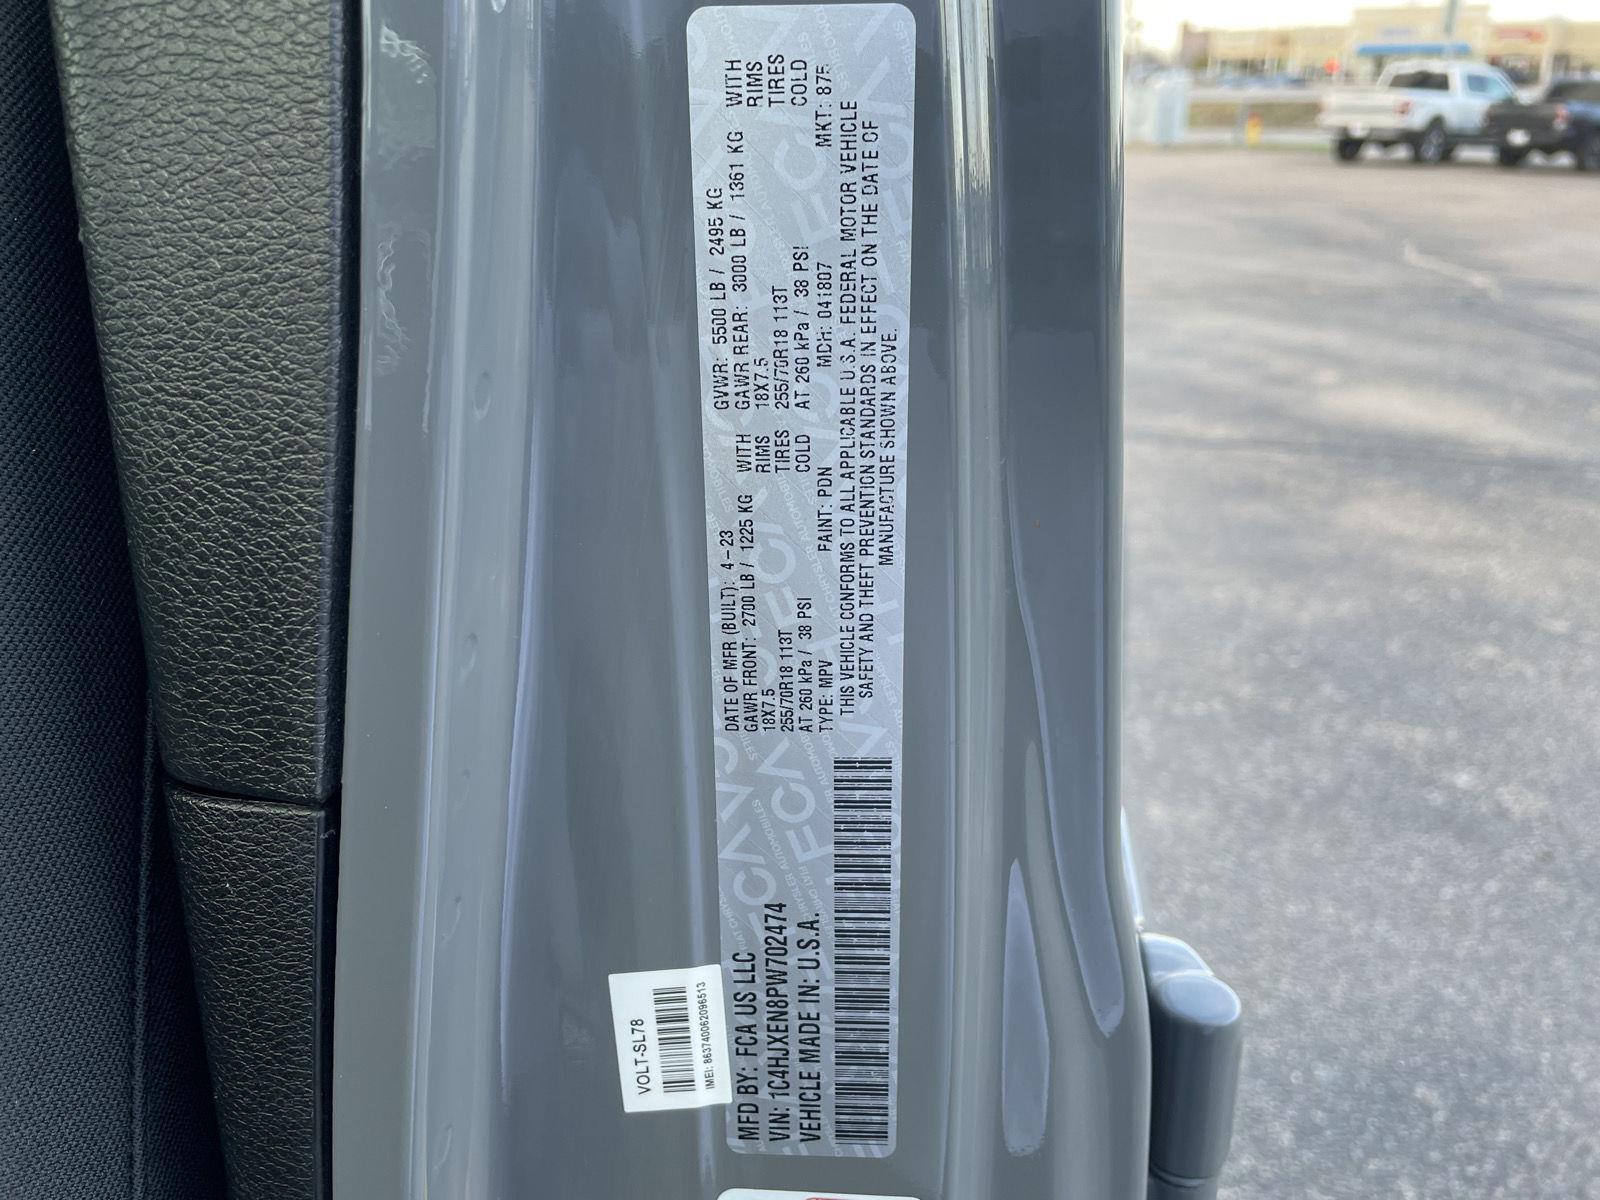 MFD BY: FCA US LLC
VIN: 1C4HJXEN8PW702474
VEHICLE MADE IN: U.S.A.
DATE OF MFR (BUILT): 4-23 GVWR: 5500 LB / 2495 KG
GAWR FRONT: 2700 LB / 1225 KG WITH GAWR REAR: 3000 LB / 1361 KG WITH
18X7.5 RIMS 18X7.5 RIMS
255/70R18 113T TIRES 255/70R18 113T TIRES
AT 260 kPa / 38 PSI COLD AT 260 kPa / 38 PSI COLD
TYPE: MPV PAINT: PDN MDH: 041807 MKT: 875
THIS VEHICLE CONFORMS TO ALL APPLICABLE U.S.A. FEDERAL MOTOR VEHICLE
SAFETY AND THEFT PREVENTION STANDARDS IN EFFECT ON THE DATE OF
MANUFACTURE SHOWN ABOVE.
VOLT-SL78
IMEI: 863740062096513